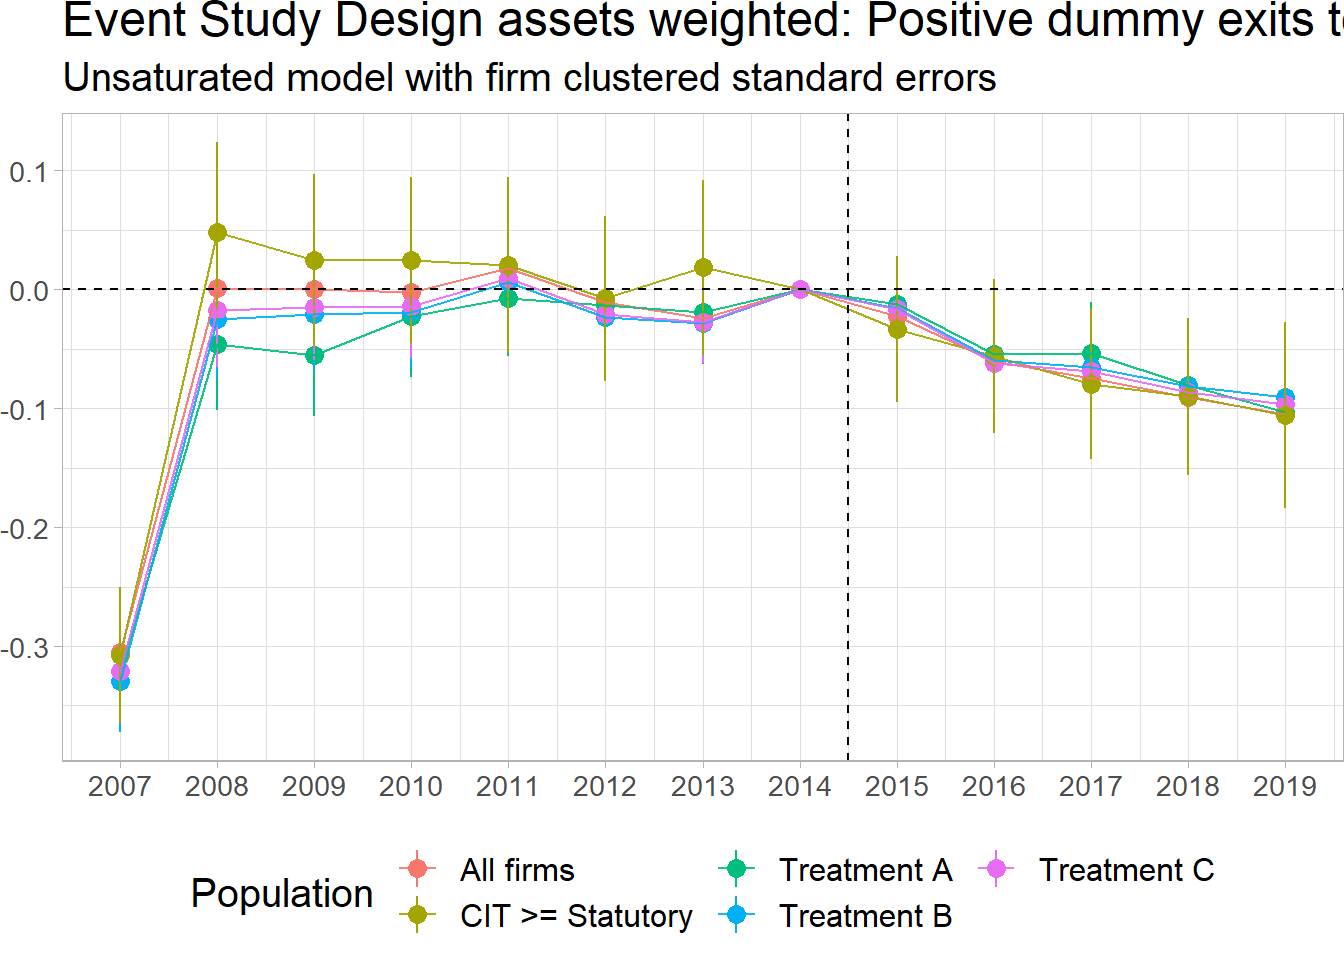 Event Study Design assets weighted: Positive dummy exits
Unsaturated model with firm clustered standard errors
0.1
0.0
-0.1
-0.2
-0.3
2007 2008 2009 2010 2011 2012 2013 2014 2015 2016 2017 2018 2019
Population
All firms
CIT >= Statutory
Treatment A
Treatment B
Treatment C